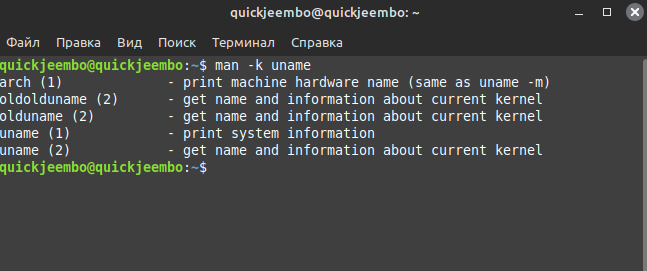 quickjeembo@quickjeembo: ~
Файл Правка Вид Поиск Терминал Справка
quickjeembo@quickjeembo:~$ man -k uname
arch (1)             - print machine hardware name (same as uname -m)
oldolduname (2)      - get name and information about current kernel
olduname (2)         - get name and information about current kernel
uname (1)            - print system information
uname (2)            - get name and information about current kernel
quickjeembo@quickjeembo:~$